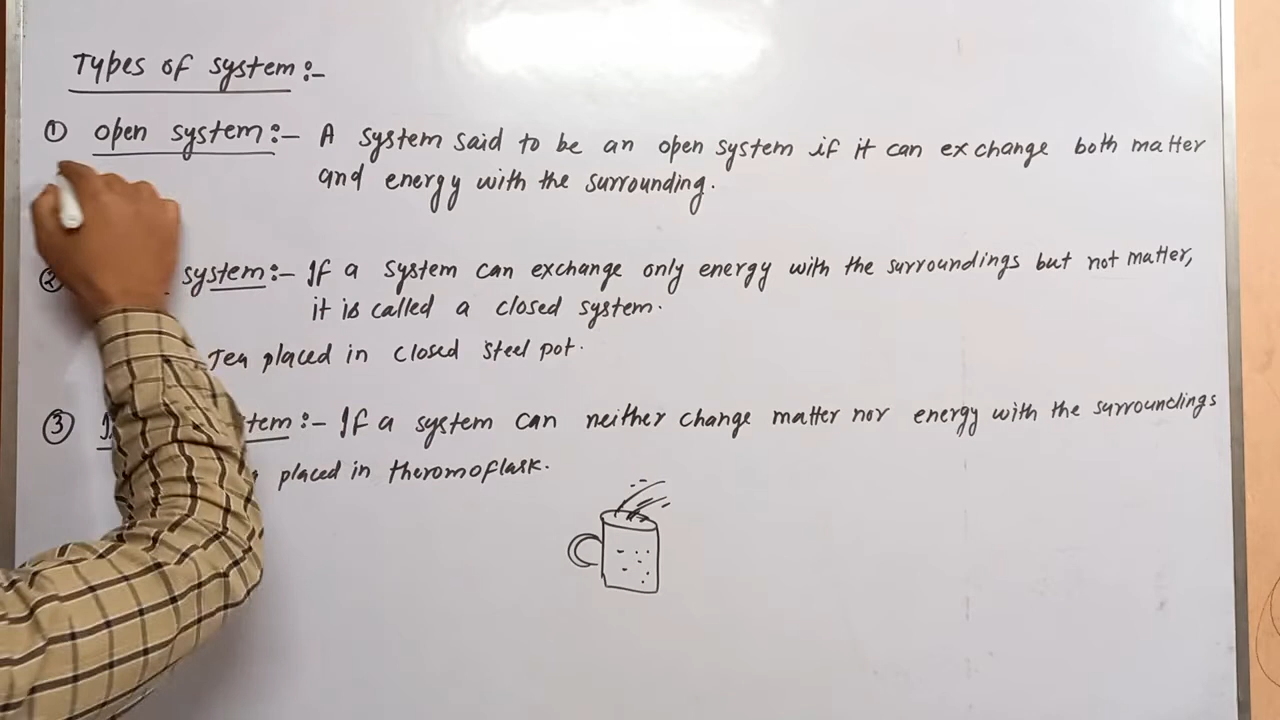 Types of system:-
① open system:- A system said to be an open system if it can exchange both matter
and energy with the surrounding.
② system:- If a system can exchange only energy with the surroundings but not matter,
it is called a closed system.
Tea placed in closed steel pot.
③ :- If a system can neither change matter nor energy with the surroundings
placed in theromoflask.